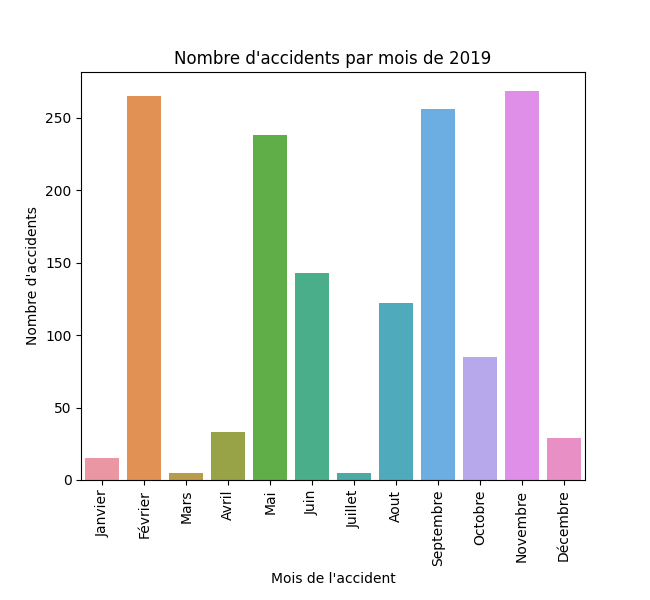 Nombre d'accidents par mois de 2019
Nombre d'accidents
250
200
150
100
50
0
Janvier
Février
Mars
Avril
Mai
Juin
Juillet
Aout
Septembre
Octobre
Novembre
Décembre
Mois de l'accident